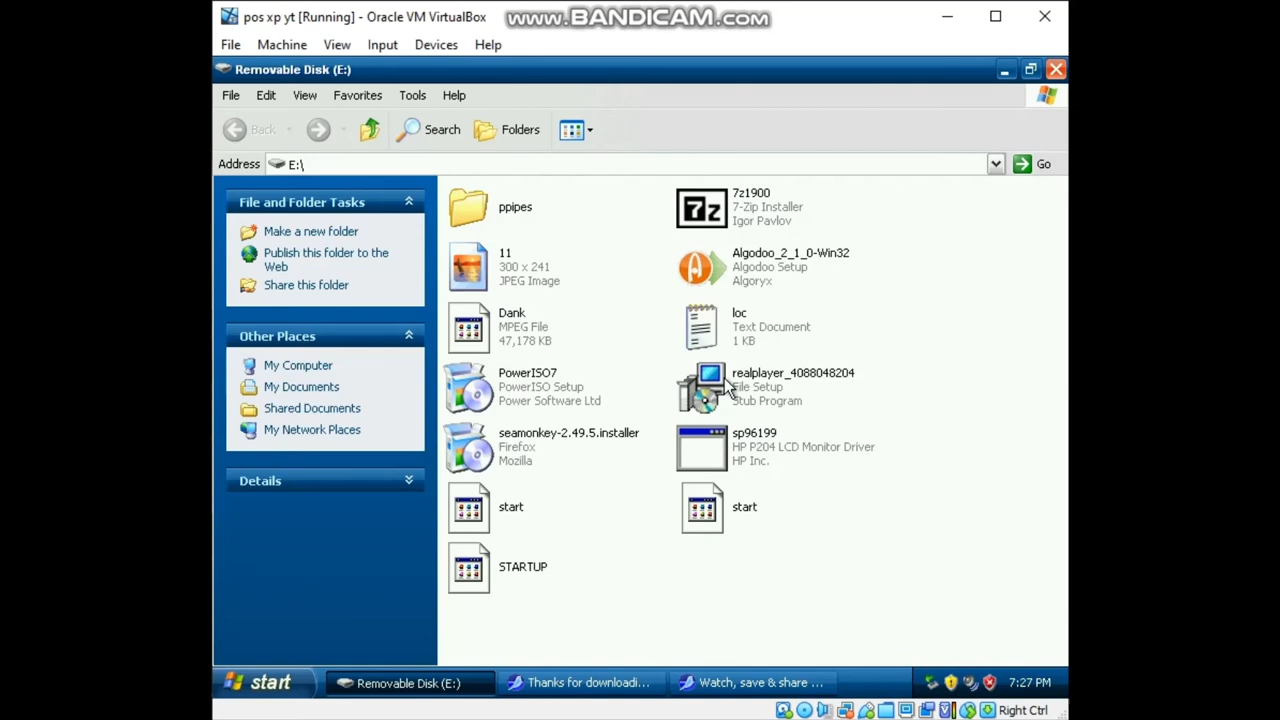 pos xp yt [Running] - Oracle VM VirtualBox
www.BANDICAM.com
File Machine View Input Devices Help
Removable Disk (E:)
File Edit View Favorites Tools Help
Back Search Folders
Address E:\ Go
File and Folder Tasks
Make a new folder
Publish this folder to the
Web
Share this folder
Other Places
My Computer
My Documents
Shared Documents
My Network Places
Details
ppipes
7z
7z1900
7-Zip Installer
Igor Pavlov
11
300 x 241
JPEG Image
Algodoo_2_1_0-Win32
Algodoo Setup
Algoryx
Dank
MPEG File
47,178 KB
loc
Text Document
1 KB
PowerISO7
PowerISO Setup
Power Software Ltd
realplayer_4088048204
File Setup
Stub Program
seamonkey-2.49.5.installer
Firefox
Mozilla
sp96199
HP P204 LCD Monitor Driver
HP Inc.
start
start
STARTUP
start Removable Disk (E:) Thanks for downloadi... Watch, save & share ... 7:27 PM
Right Ctrl